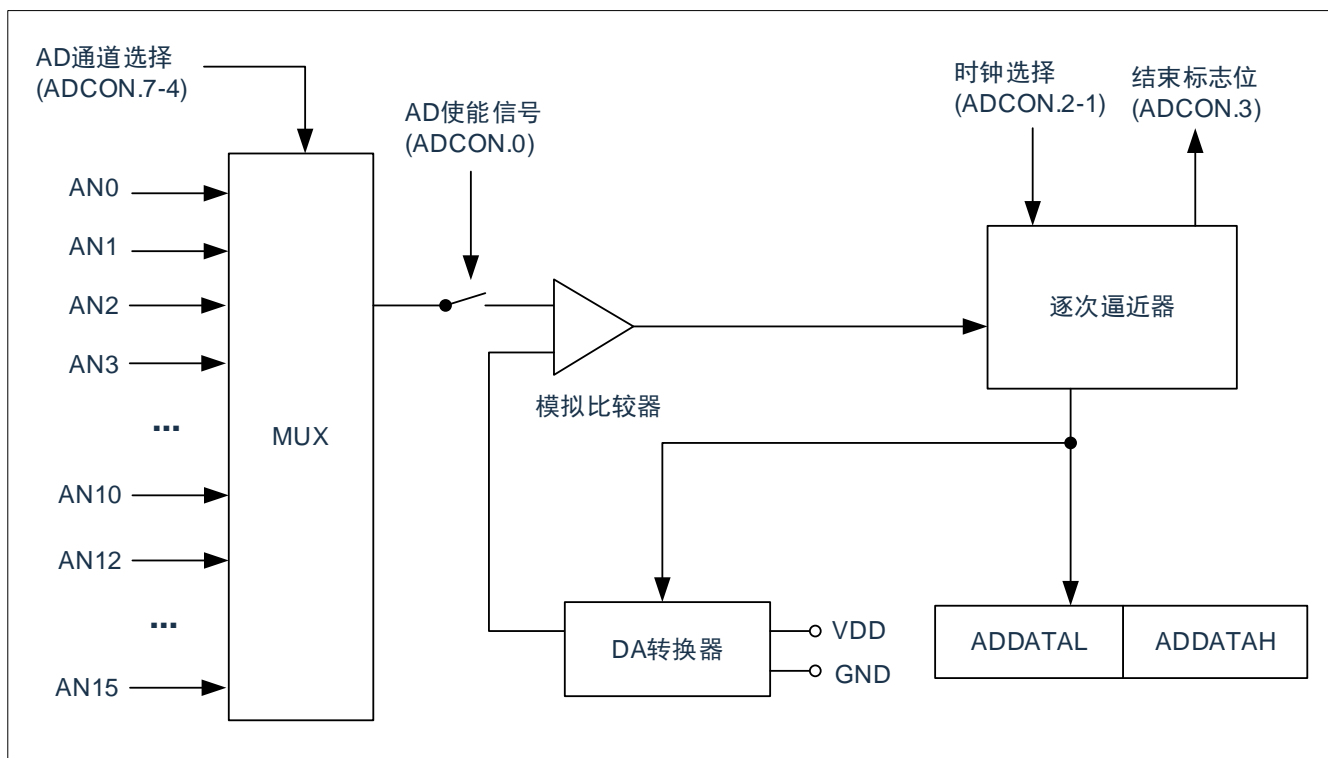 AD通道选择
(ADCON.7-4)
时钟选择
(ADCON.2-1)
结束标志位
(ADCON.3)
AD使能信号
(ADCON.0)
AN0
AN1
AN2
AN3
...
AN10
AN12
...
AN15
MUX
模拟比较器
逐次逼近器
DA转换器
VDD
GND
ADDATAL
ADDATAH